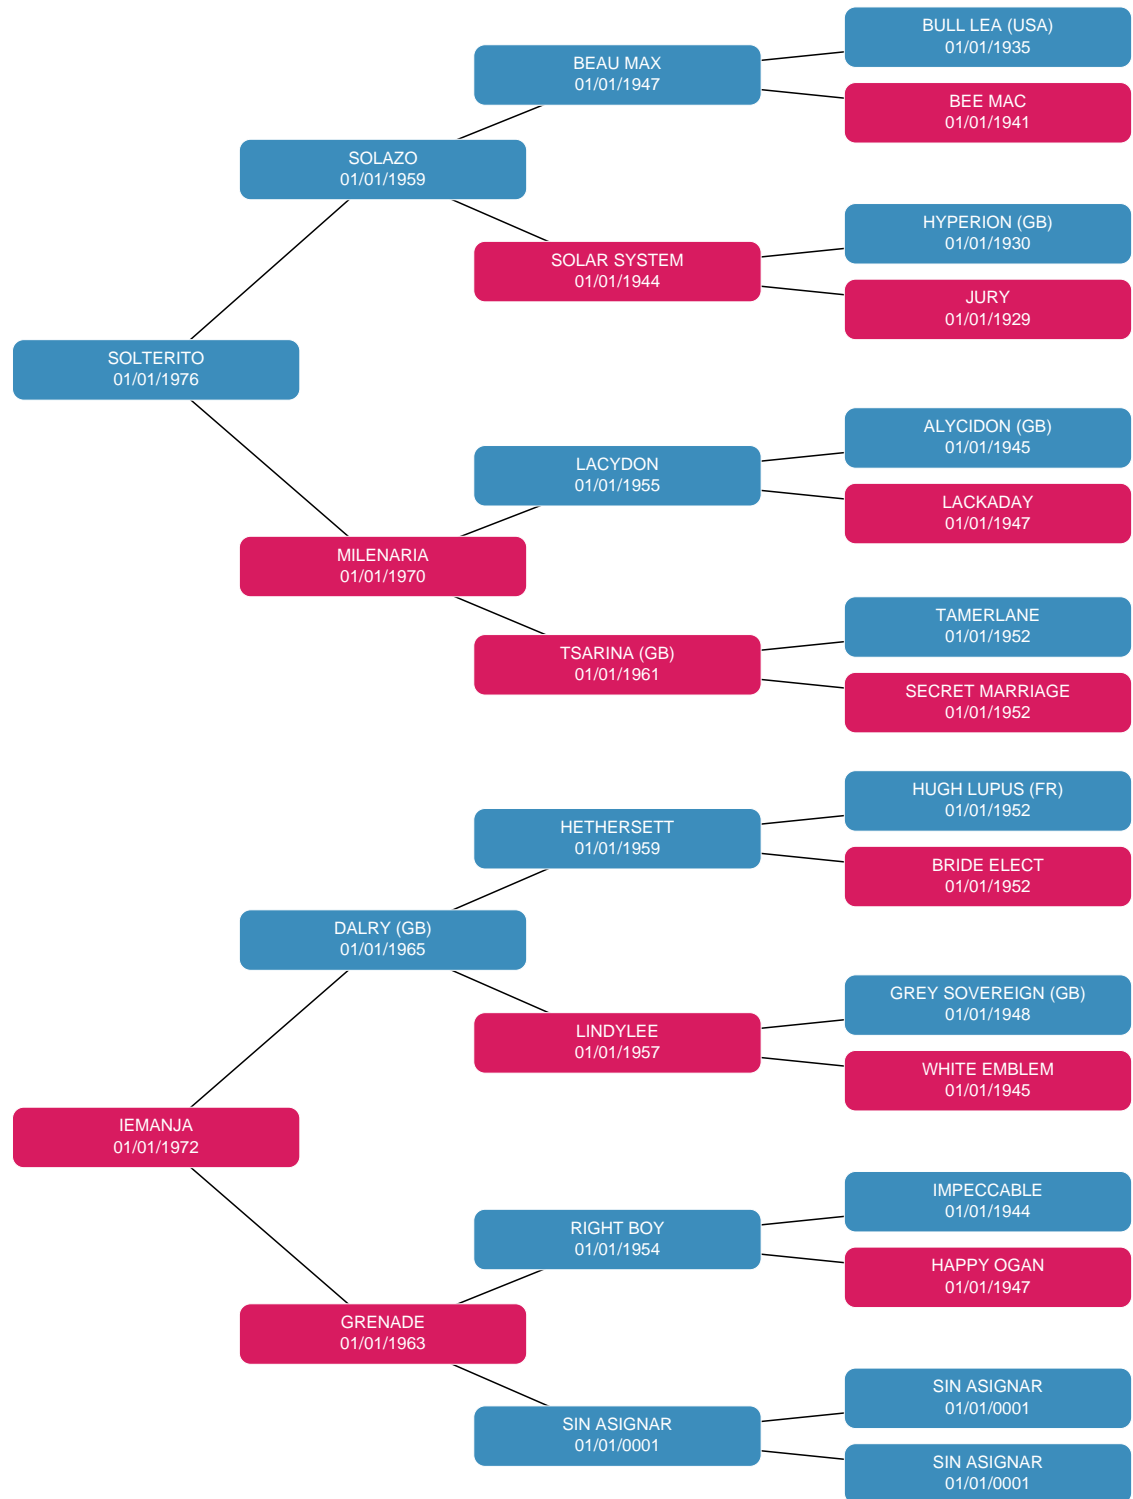 BULL LEA (USA)
01/01/1935
BEAU MAX
01/01/1947
BEE MAC
01/01/1941
SOLAZO
01/01/1959
HYPERION (GB)
01/01/1930
SOLAR SYSTEM
01/01/1944
JURY
01/01/1929
SOLTERITO
01/01/1976
ALYCIDON (GB)
01/01/1945
LACYDON
01/01/1955
LACKADAY
01/01/1947
MILENARIA
01/01/1970
TAMERLANE
01/01/1952
TSARINA (GB)
01/01/1961
SECRET MARRIAGE
01/01/1952
HUGH LUPUS (FR)
01/01/1952
HETHERSETT
01/01/1959
BRIDE ELECT
01/01/1952
DALRY (GB)
01/01/1965
GREY SOVEREIGN (GB)
01/01/1948
LINDYLEE
01/01/1957
WHITE EMBLEM
01/01/1945
IEMANJA
01/01/1972
IMPECCABLE
01/01/1944
RIGHT BOY
01/01/1954
HAPPY OGAN
01/01/1947
GRENADE
01/01/1963
SIN ASIGNAR
01/01/0001
SIN ASIGNAR
01/01/0001
SIN ASIGNAR
01/01/0001